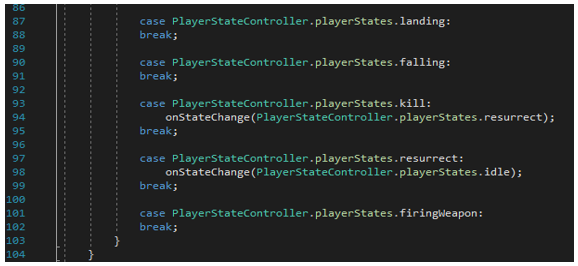 86
87 case PlayerStateController.playerStates.landing:
88 break;
89
90 case PlayerStateController.playerStates.falling:
91 break;
92
93 case PlayerStateController.playerStates.kill:
94 onStateChange(PlayerStateController.playerStates.resurrect);
95 break;
96
97 case PlayerStateController.playerStates.resurrect:
98 onStateChange(PlayerStateController.playerStates.idle);
99 break;
100
101 case PlayerStateController.playerStates.firingWeapon:
102 break;
103 }
104 }